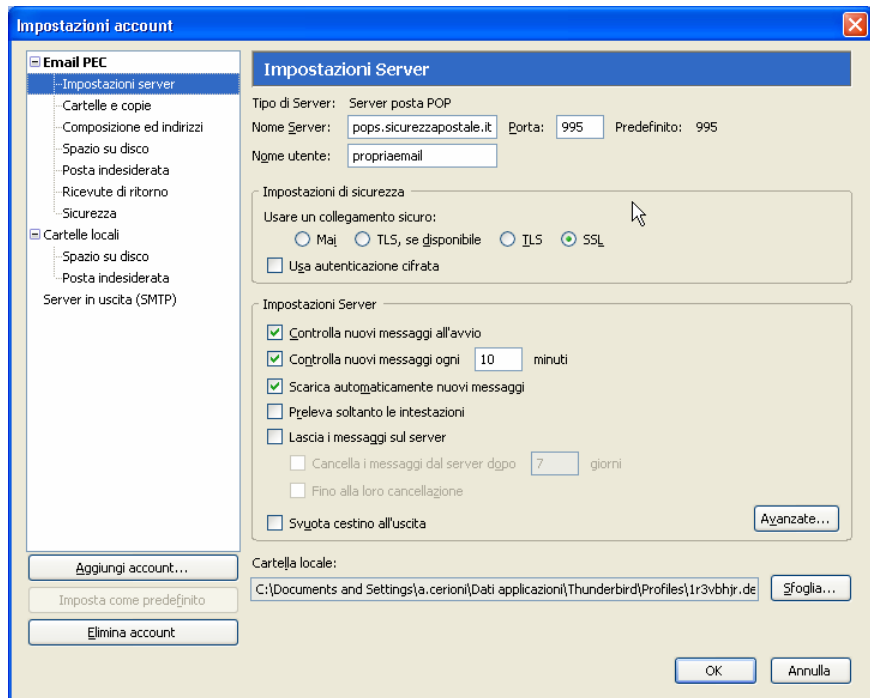 Impostazioni account
Email PEC
Impostazioni server
Cartelle e copie
Composizione ed indirizzi
Spazio su disco
Posta indesiderata
Ricevute di ritorno
Sicurezza
Cartelle locali
Spazio su disco
Posta indesiderata
Server in uscita (SMTP)
Aggiungi account...
Imposta come predefinito
Elimina account
Impostazioni Server
Tipo di Server: Server posta POP
Nome Server: pops.sicurezzapostale.it Porta: 995 Predefinito: 995
Nome utente: propriaemail
Impostazioni di sicurezza
Usare un collegamento sicuro:
Mai TLS, se disponibile TLS SSL
Usa autenticazione cifrata
Impostazioni Server
Controlla nuovi messaggi all'avvio
Controlla nuovi messaggi ogni 10 minuti
Scarica automaticamente nuovi messaggi
Preleva soltanto le intestazioni
Lascia i messaggi sul server
Cancella i messaggi dal server dopo 7 giorni
Fino alla loro cancellazione
Svuota cestino all'uscita
Avanzate...
Cartella locale:
C:\Documents and Settings\a.cerioni\Dati applicazioni\Thunderbird\Profiles\1r3vbhjr.de Sfoglia...
OK Annulla